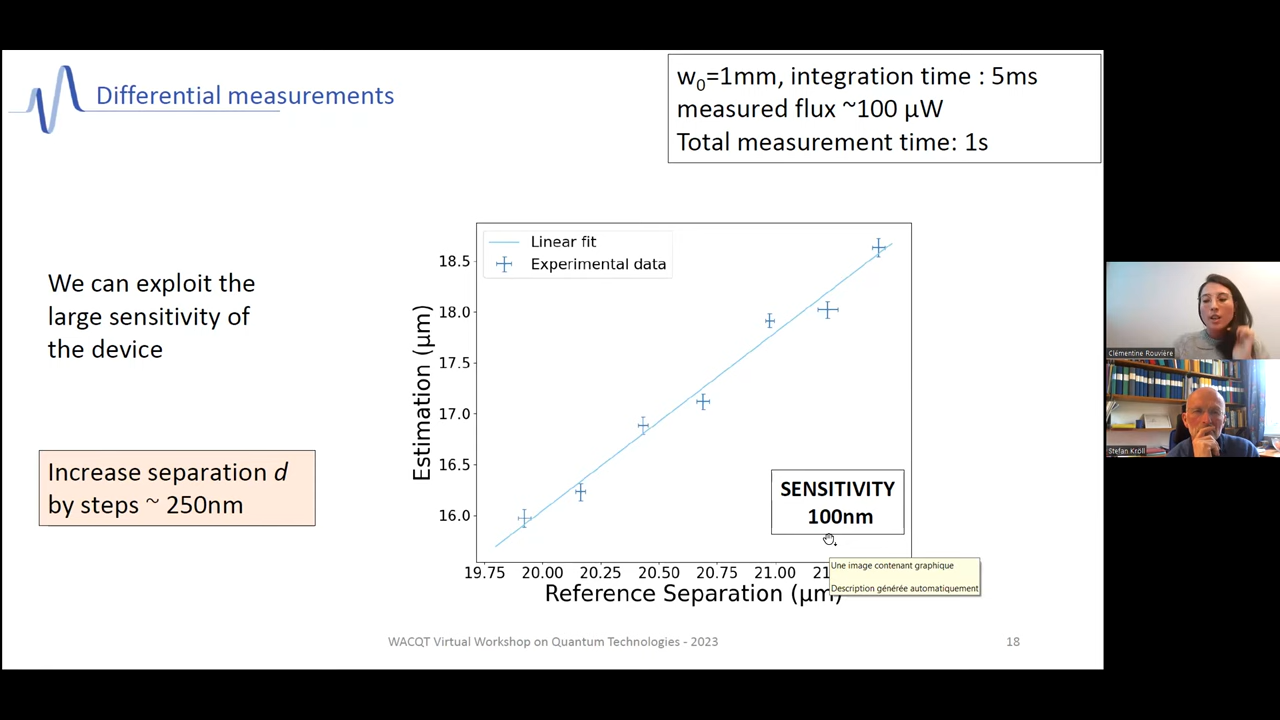 Differential measurements
w0=1mm, integration time : 5ms
measured flux ~100 µW
Total measurement time: 1s
We can exploit the
large sensitivity of
the device
Increase separation d
by steps ~ 250nm
Linear fit
Experimental data
Estimation (µm)
18.5
18.0
17.5
17.0
16.5
16.0
SENSITIVITY
100nm
19.75 20.00 20.25 20.50 20.75 21.00
Reference Separation (µm)
Une image contenant graphique
Description générée automatiquement
WACQT Virtual Workshop on Quantum Technologies - 2023
18
Clémentine Rouvière
Stefan Kröll